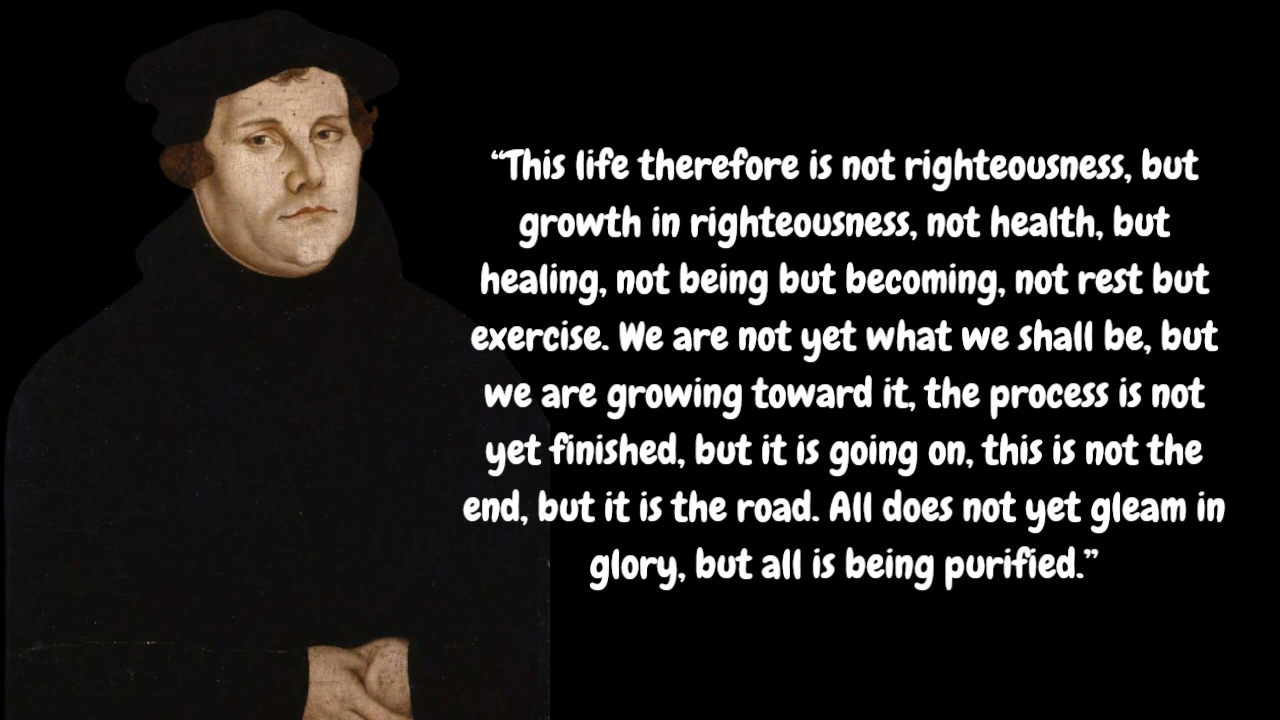 “This life therefore is not righteousness, but
growth in righteousness, not health, but
healing, not being but becoming, not rest but
exercise. We are not yet what we shall be, but
we are growing toward it, the process is not
yet finished, but it is going on, this is not the
end, but it is the road. All does not yet gleam in
glory, but all is being purified.”